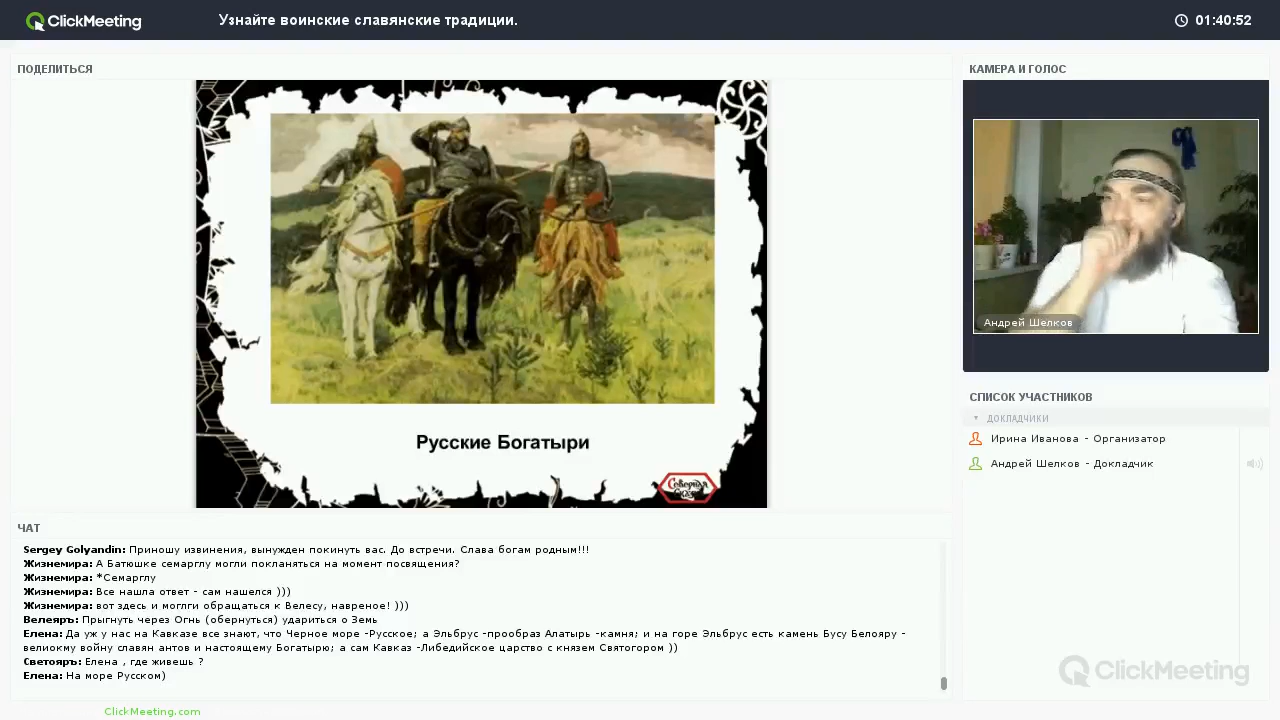 ClickMeeting
Узнайте воинские славянские традиции.
01:40:52
ПОДЕЛИТЬСЯ
Русские Богатыри
Северная
ЧАТ
Sergey Golyandin: Приношу извинения, вынужден покинуть вас. До встречи. Слава богам родным!!!
Жизнемира: А Батюшке семарглу могли покланяться на момент посвящения?
Жизнемира: *Семарглу
Жизнемира: Все нашла ответ - сам нашелся )))
Жизнемира: вот здесь и моглги обращаться к Велесу, навреное! )))
Велеяръ: Прыгнуть через Огнь (обернуться) удариться о Земь
Елена: Да уж у нас на Кавказе все знают, что Черное море -Русское; а Эльбрус -прообраз Алатырь -камня; и на горе Эльбрус есть камень Бусу Белояру -
велиокму войну славян антов и настоящему Богатырю; а сам Кавказ -Либедийское царство с князем Святогором ))
Светояръ: Елена , где живешь ?
Елена: На море Русском)
ClickMeeting.com
КАМЕРА И ГОЛОС
Андрей Шелков
СПИСОК УЧАСТНИКОВ
ДОКЛАДЧИКИ
Ирина Иванова - Организатор
Андрей Шелков - Докладчик
ClickMeeting